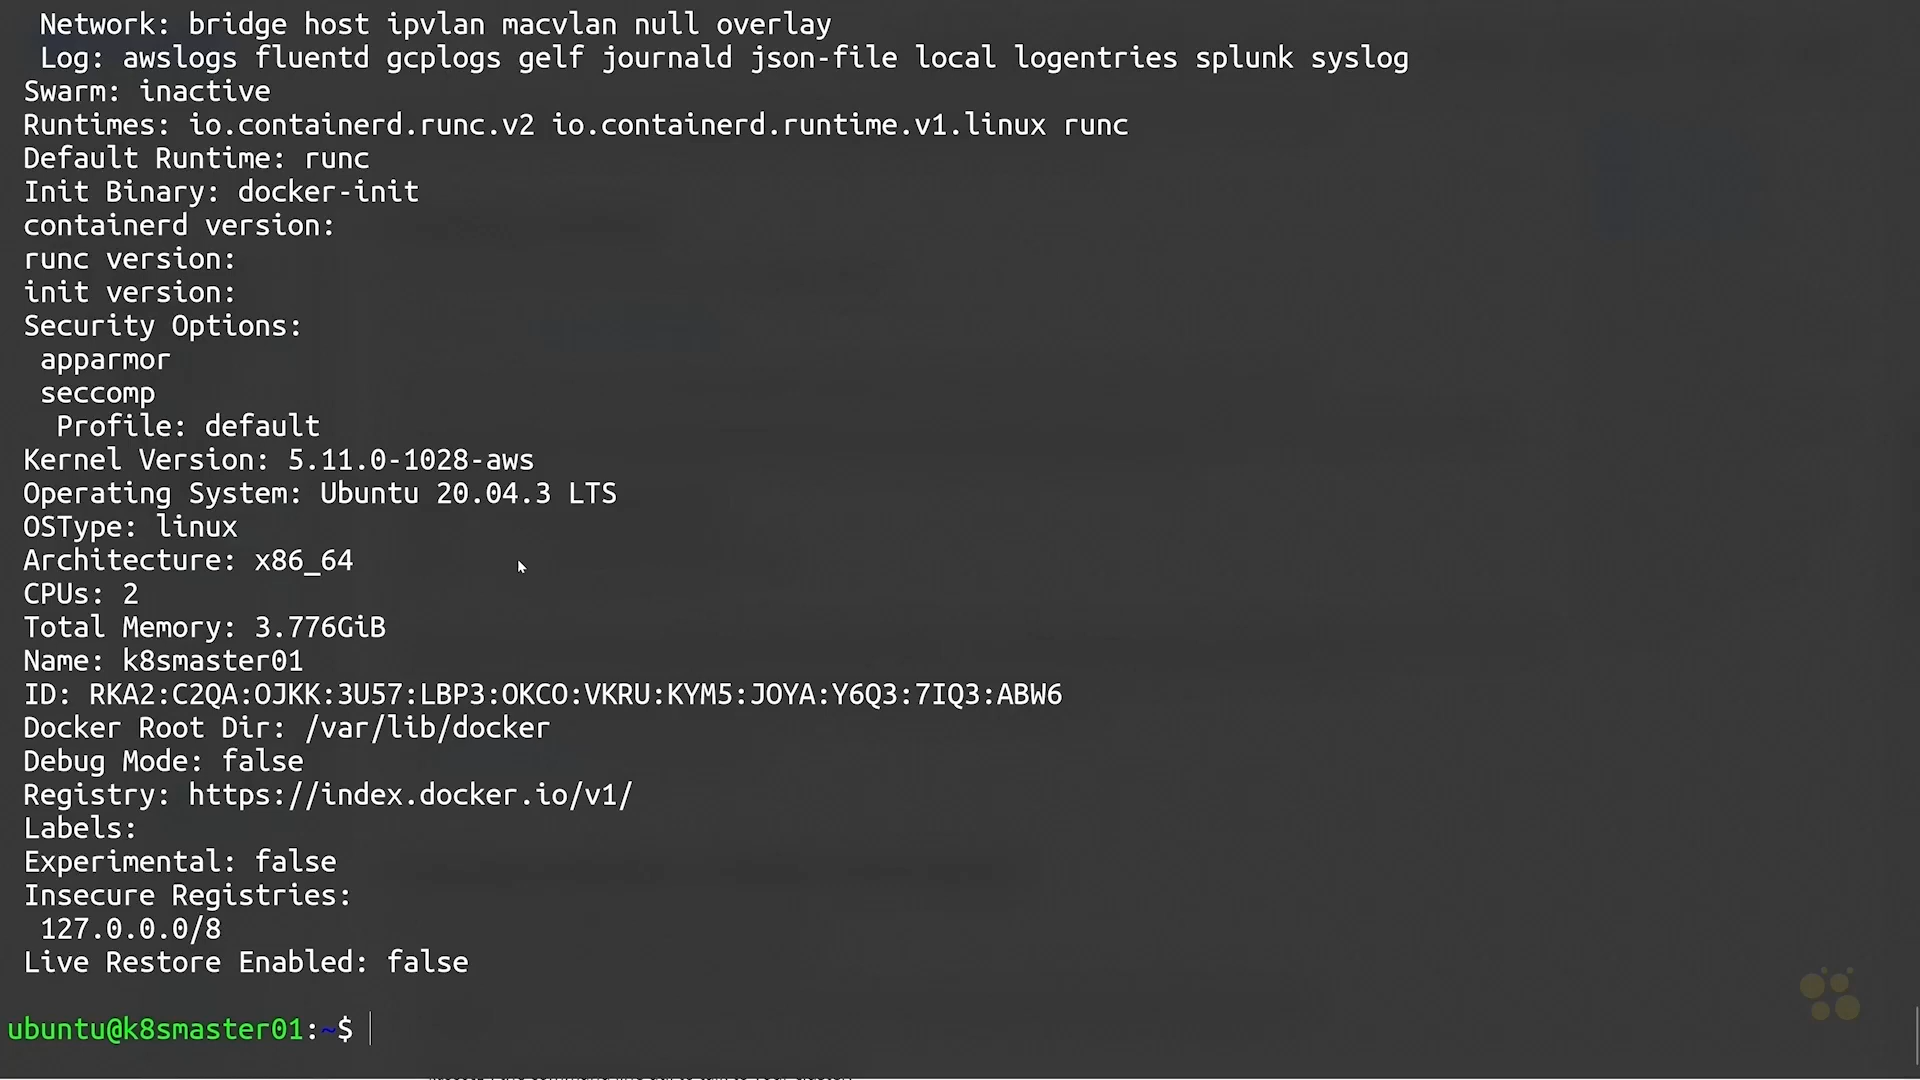 Network: bridge host ipvlan macvlan null overlay
Log: awslogs fluentd gcplogs gelf journald json-file local logentries splunk syslog
Swarm: inactive
Runtimes: io.containerd.runc.v2 io.containerd.runtime.v1.linux runc
Default Runtime: runc
Init Binary: docker-init
containerd version:
runc version:
init version:
Security Options:
apparmor
seccomp
Profile: default
Kernel Version: 5.11.0-1028-aws
Operating System: Ubuntu 20.04.3 LTS
OSType: linux
Architecture: x86_64
CPUs: 2
Total Memory: 3.776GiB
Name: k8smaster01
ID: RKA2:C2QA:OJKK:3U57:LBP3:OKCO:VKRU:KYM5:JOYA:Y6Q3:7IQ3:ABW6
Docker Root Dir: /var/lib/docker
Debug Mode: false
Registry: https://index.docker.io/v1/
Labels:
Experimental: false
Insecure Registries:
127.0.0.0/8
Live Restore Enabled: false
ubuntu@k8smaster01:~$